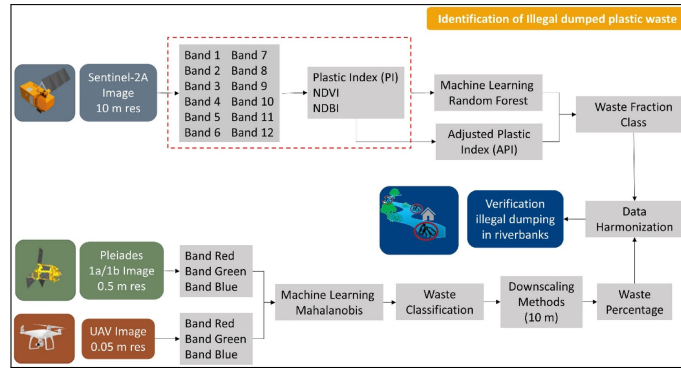 Identification of Illegal dumped plastic waste
Sentinel-2A
Image
10 m res
Band 1 Band 7
Band 2 Band 8
Band 3 Band 9
Band 4 Band 10
Band 5 Band 11
Band 6 Band 12
Plastic Index (PI)
NDVI
NDBI
Machine Learning
Random Forest
Adjusted Plastic
Index (API)
Waste Fraction
Class
Verification
illegal dumping
in riverbanks
Data
Harmonization
Pleiades
1a/1b Image
0.5 m res
Band Red
Band Green
Band Blue
UAV Image
0.05 m res
Band Red
Band Green
Band Blue
Machine Learning
Mahalanobis
Waste
Classification
Downscaling
Methods
(10 m)
Waste
Percentage